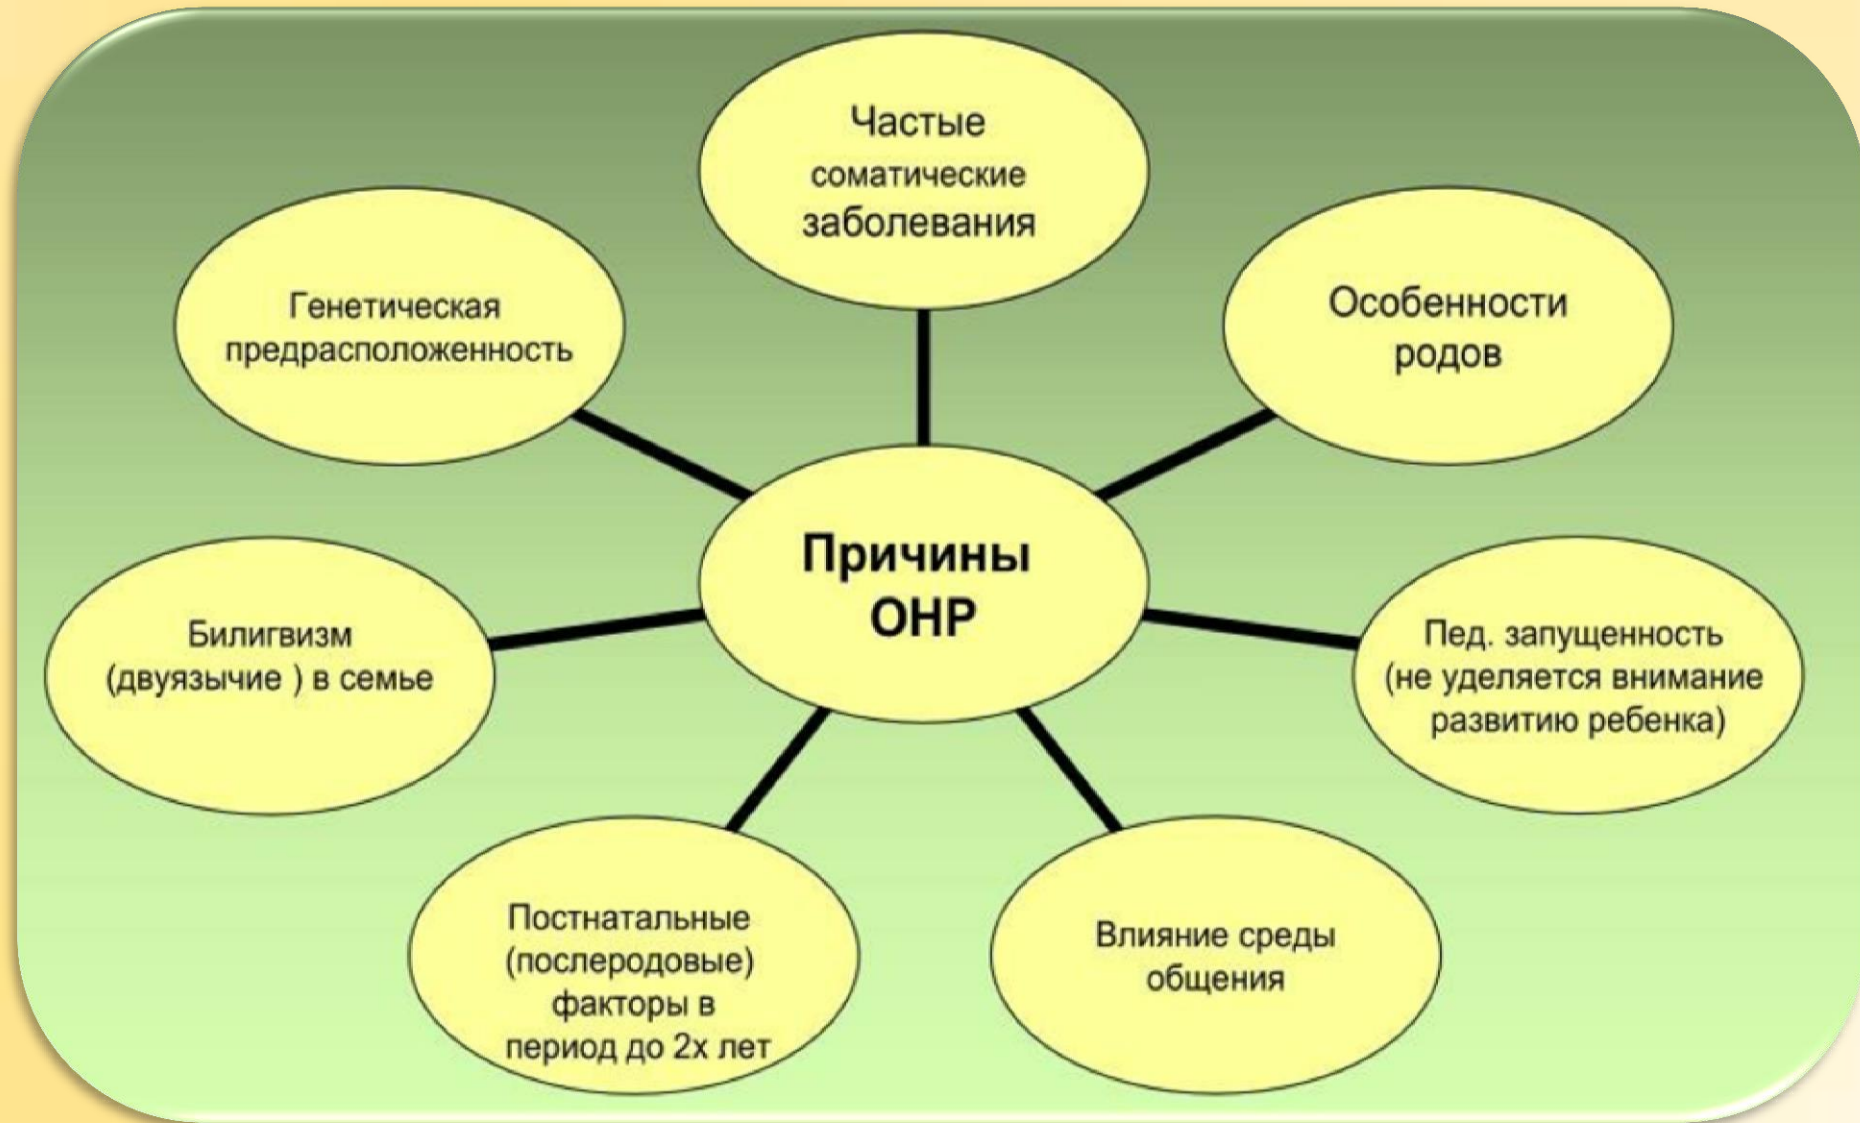 Частые
соматические
заболевания
Генетическая
предрасположенность
Особенности
родов
Причины
ОНР
Билигвизм
(двуязычие ) в семье
Пед. запущенность
(не уделяется внимание
развитию ребенка)
Постнатальные
(послеродовые)
факторы в
период до 2х лет
Влияние среды
общения